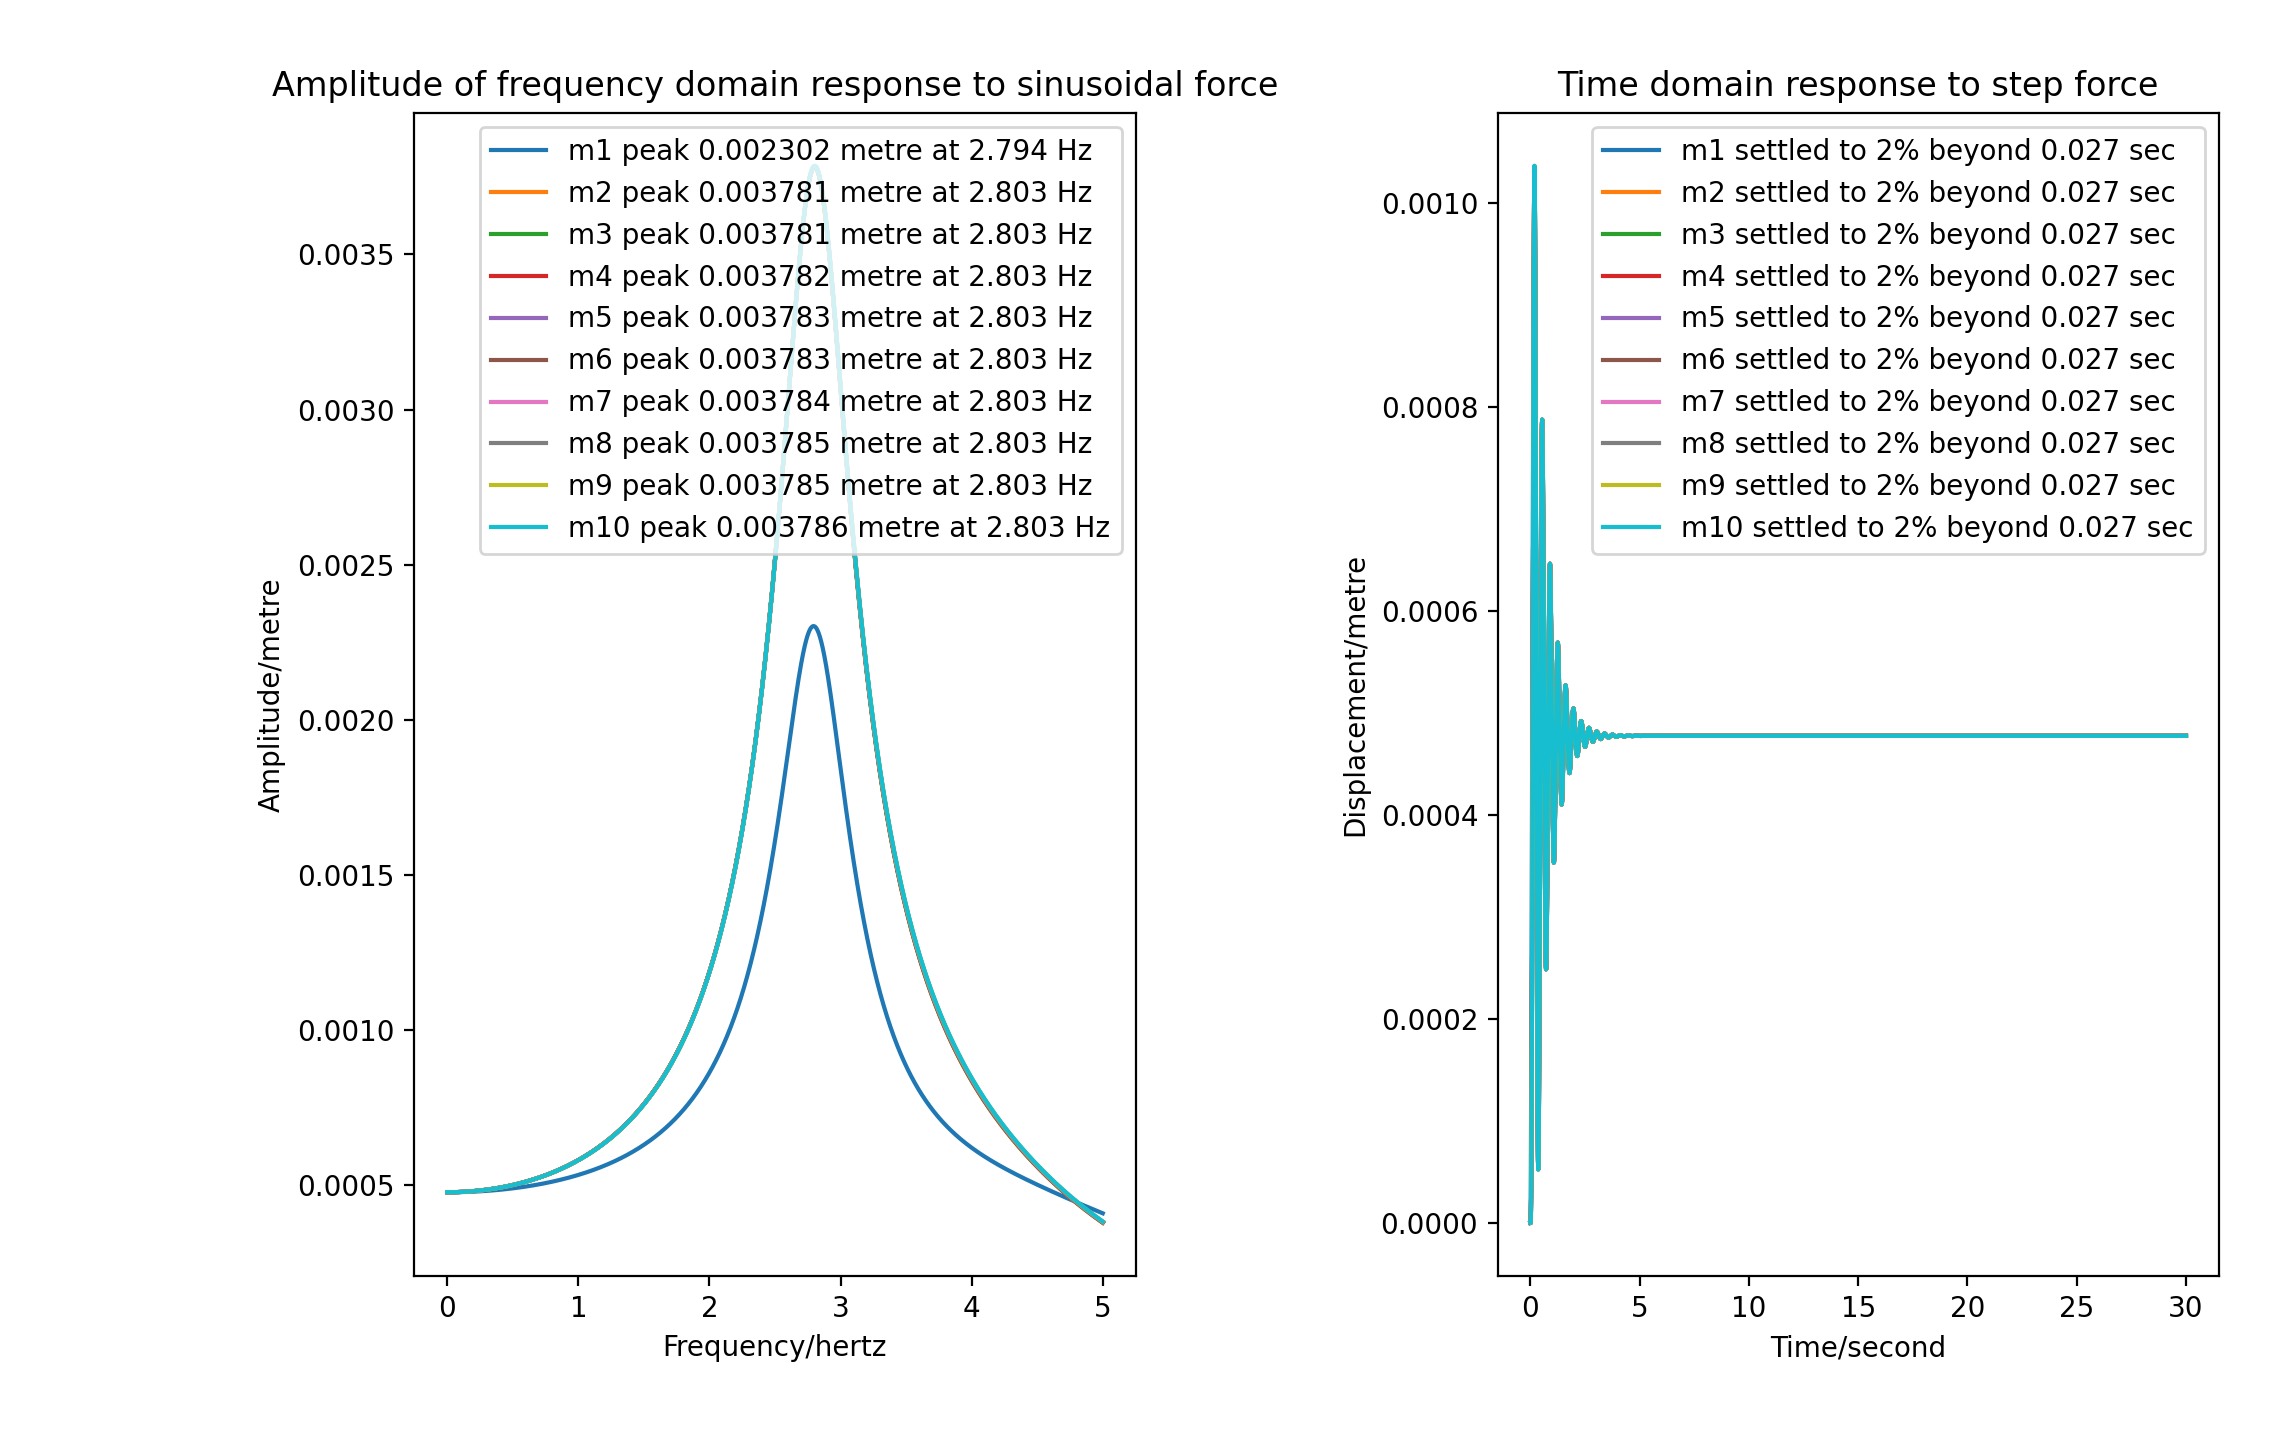 Amplitude of frequency domain response to sinusoidal force
m1 peak 0.002302 metre at 2.794 Hz
m2 peak 0.003781 metre at 2.803 Hz
m3 peak 0.003781 metre at 2.803 Hz
m4 peak 0.003782 metre at 2.803 Hz
m5 peak 0.003783 metre at 2.803 Hz
m6 peak 0.003783 metre at 2.803 Hz
m7 peak 0.003784 metre at 2.803 Hz
m8 peak 0.003785 metre at 2.803 Hz
m9 peak 0.003785 metre at 2.803 Hz
m10 peak 0.003786 metre at 2.803 Hz
0.0035
0.0030
0.0025
0.0020
0.0015
0.0010
0.0005
Amplitude/metre
0 1 2 3 4 5
Frequency/hertz
Time domain response to step force
m1 settled to 2% beyond 0.027 sec
m2 settled to 2% beyond 0.027 sec
m3 settled to 2% beyond 0.027 sec
m4 settled to 2% beyond 0.027 sec
m5 settled to 2% beyond 0.027 sec
m6 settled to 2% beyond 0.027 sec
m7 settled to 2% beyond 0.027 sec
m8 settled to 2% beyond 0.027 sec
m9 settled to 2% beyond 0.027 sec
m10 settled to 2% beyond 0.027 sec
0.0010
0.0008
0.0006
0.0004
0.0002
0.0000
Displacement/metre
0 5 10 15 20 25 30
Time/second